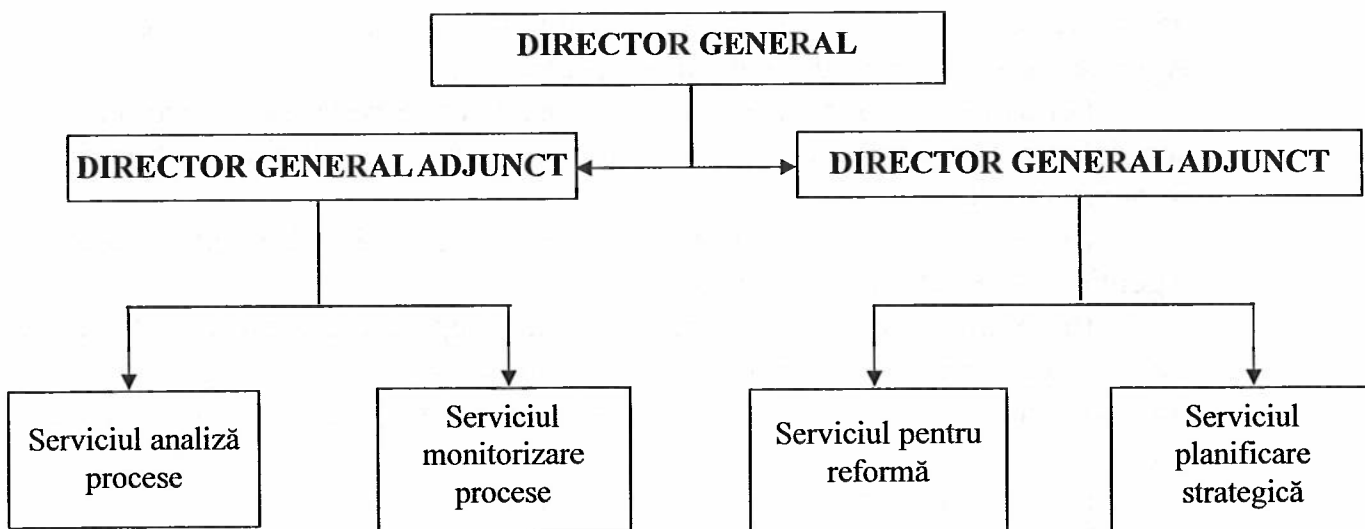 DIRECTOR GENERAL
DIRECTOR GENERAL ADJUNCT
DIRECTOR GENERAL ADJUNCT
Serviciul analiză
procese
Serviciul
monitorizare
procese
Serviciul pentru
reformă
Serviciul
planificare
strategică